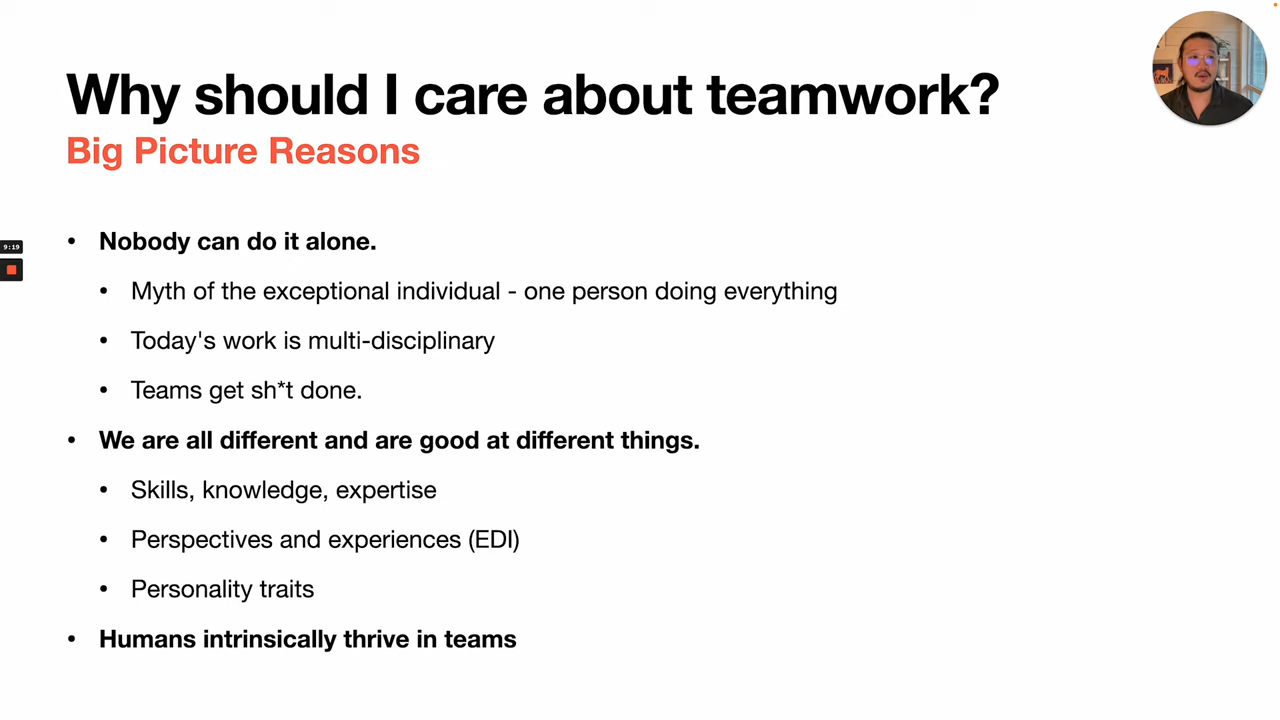 Why should I care about teamwork?
Big Picture Reasons
• Nobody can do it alone.
• Myth of the exceptional individual - one person doing everything
• Today's work is multi-disciplinary
• Teams get sh*t done.
• We are all different and are good at different things.
• Skills, knowledge, expertise
• Perspectives and experiences (EDI)
• Personality traits
• Humans intrinsically thrive in teams
9:19